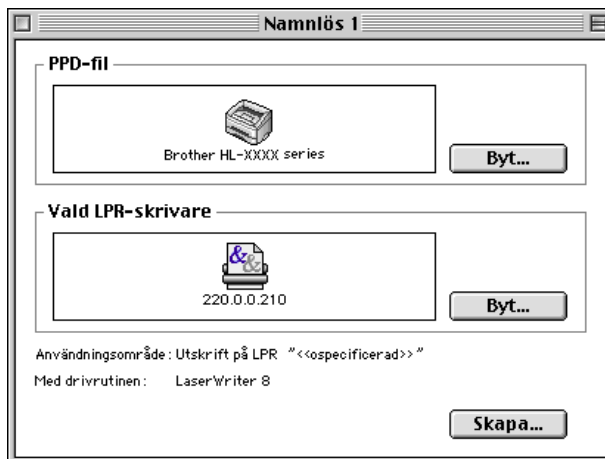 Namnlös 1
PPD-fil
Brother HL-XXXX series
Byt...
Vald LPR-skrivare
&&
220.0.0.210
Byt...
Användningsområde: Utskrift på LPR "<<ospecificerad>>"
Med drivrutinen: LaserWriter 8
Skapa...